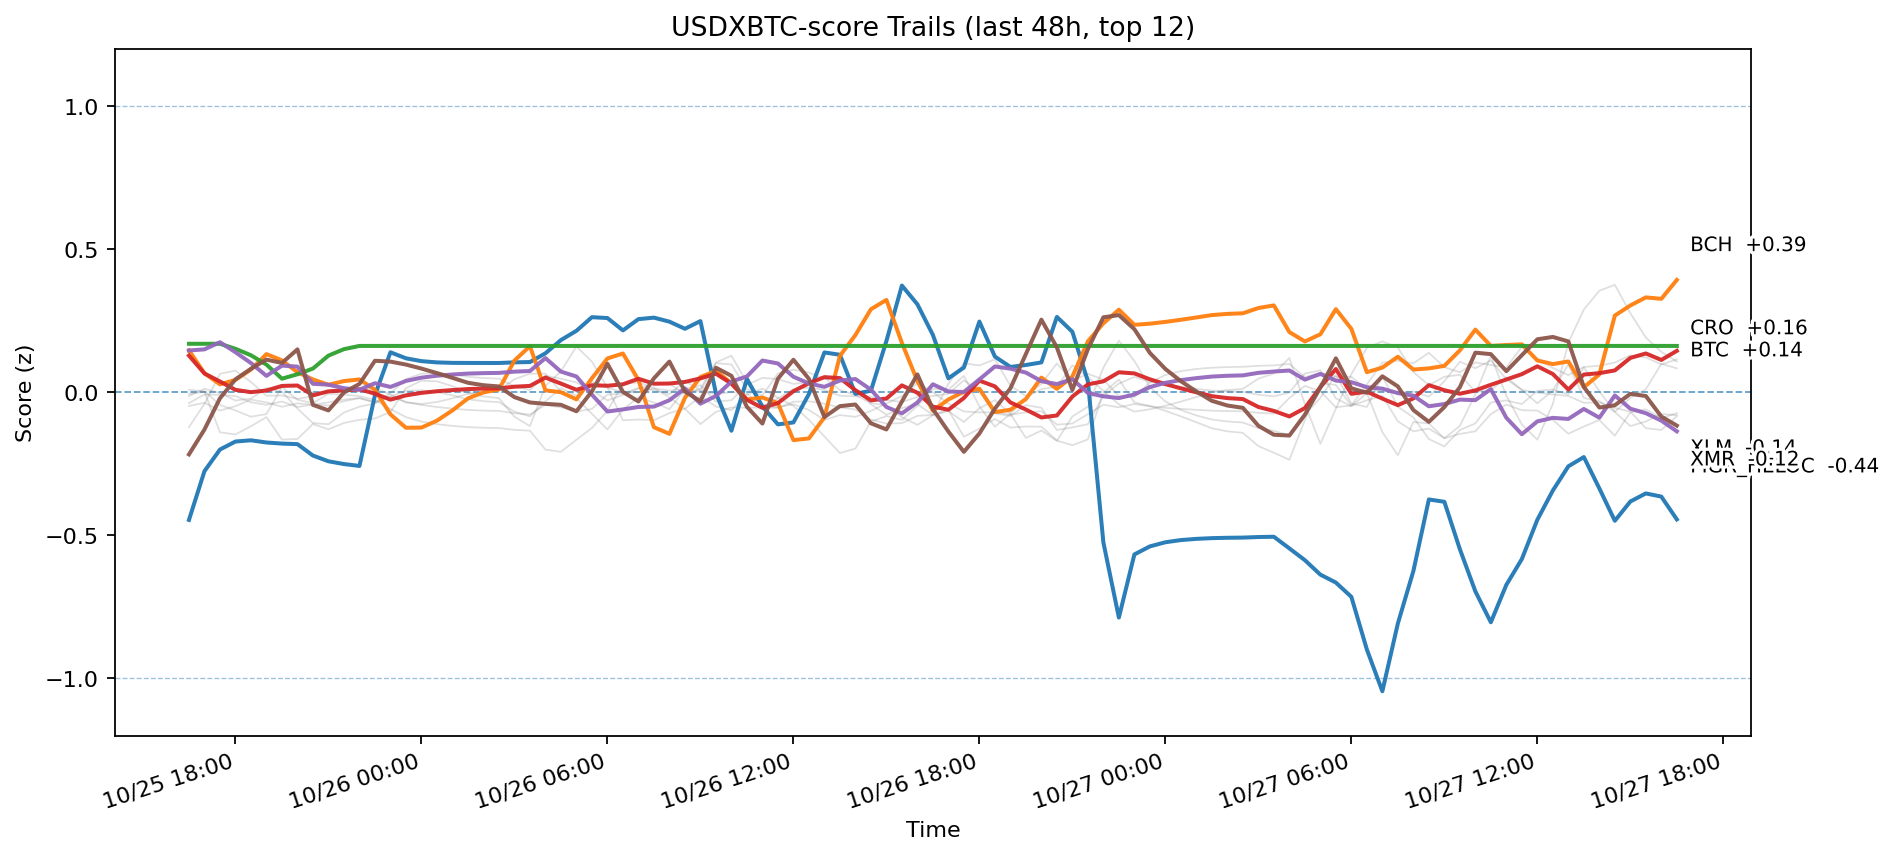 USDXBTC-score Trails (last 48h, top 12)
Score (z)
1.0
0.5
0.0
−0.5
−1.0
BCH +0.39
CRO +0.16
BTC +0.14
XLM -0.14
XMR -0.12
-0.44
10/25 18:00
10/26 00:00
10/26 06:00
10/26 12:00
10/26 18:00
10/27 00:00
10/27 06:00
10/27 12:00
10/27 18:00
Time